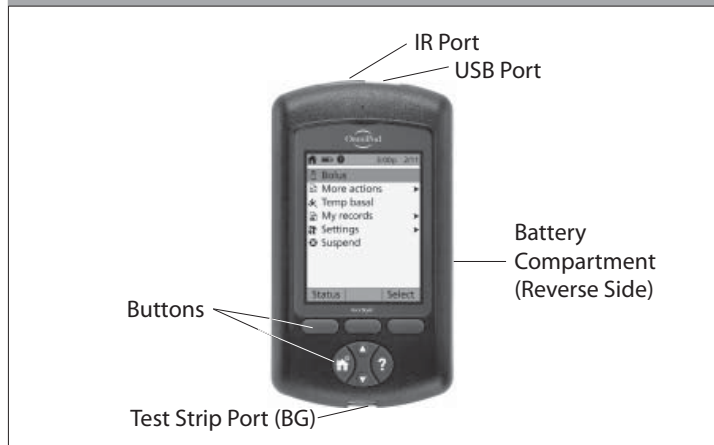 IR Port
USB Port
OmniPod
3:00p 2/11
Bolus
More actions
Temp basal
My records
Settings
Suspend
Status Select
Battery
Compartment
(Reverse Side)
Buttons
?
Test Strip Port (BG)